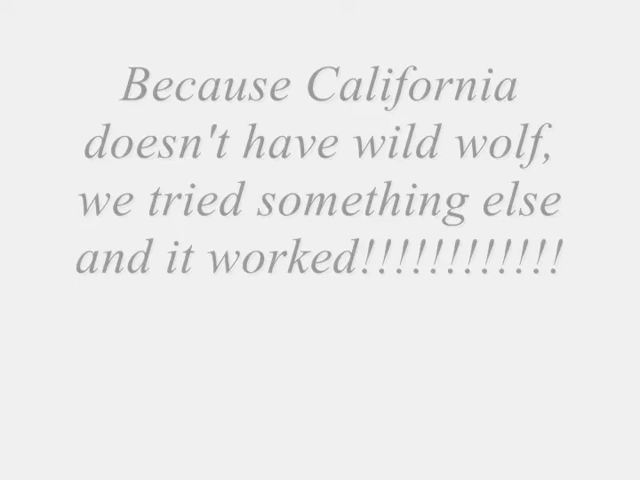 Because California
doesn't have wild wolf,
we tried something else
and it worked!!!!!!!!!!!!